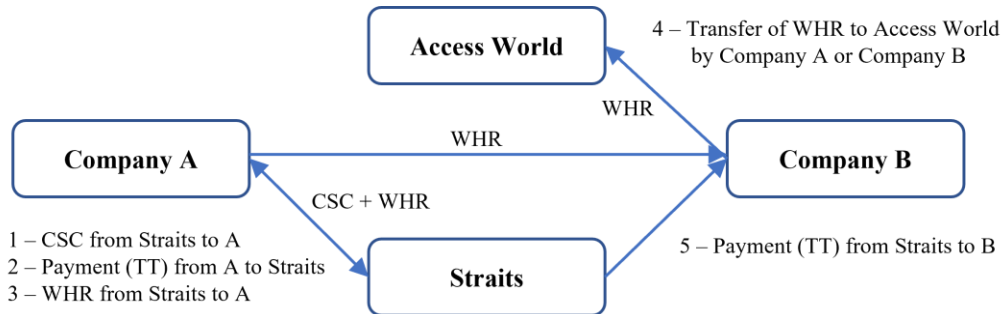 Access World
4 – Transfer of WHR to Access World
by Company A or Company B
WHR
Company A
WHR
Company B
CSC + WHR
1 – CSC from Straits to A
2 – Payment (TT) from A to Straits
3 – WHR from Straits to A
Straits
5 – Payment (TT) from Straits to B